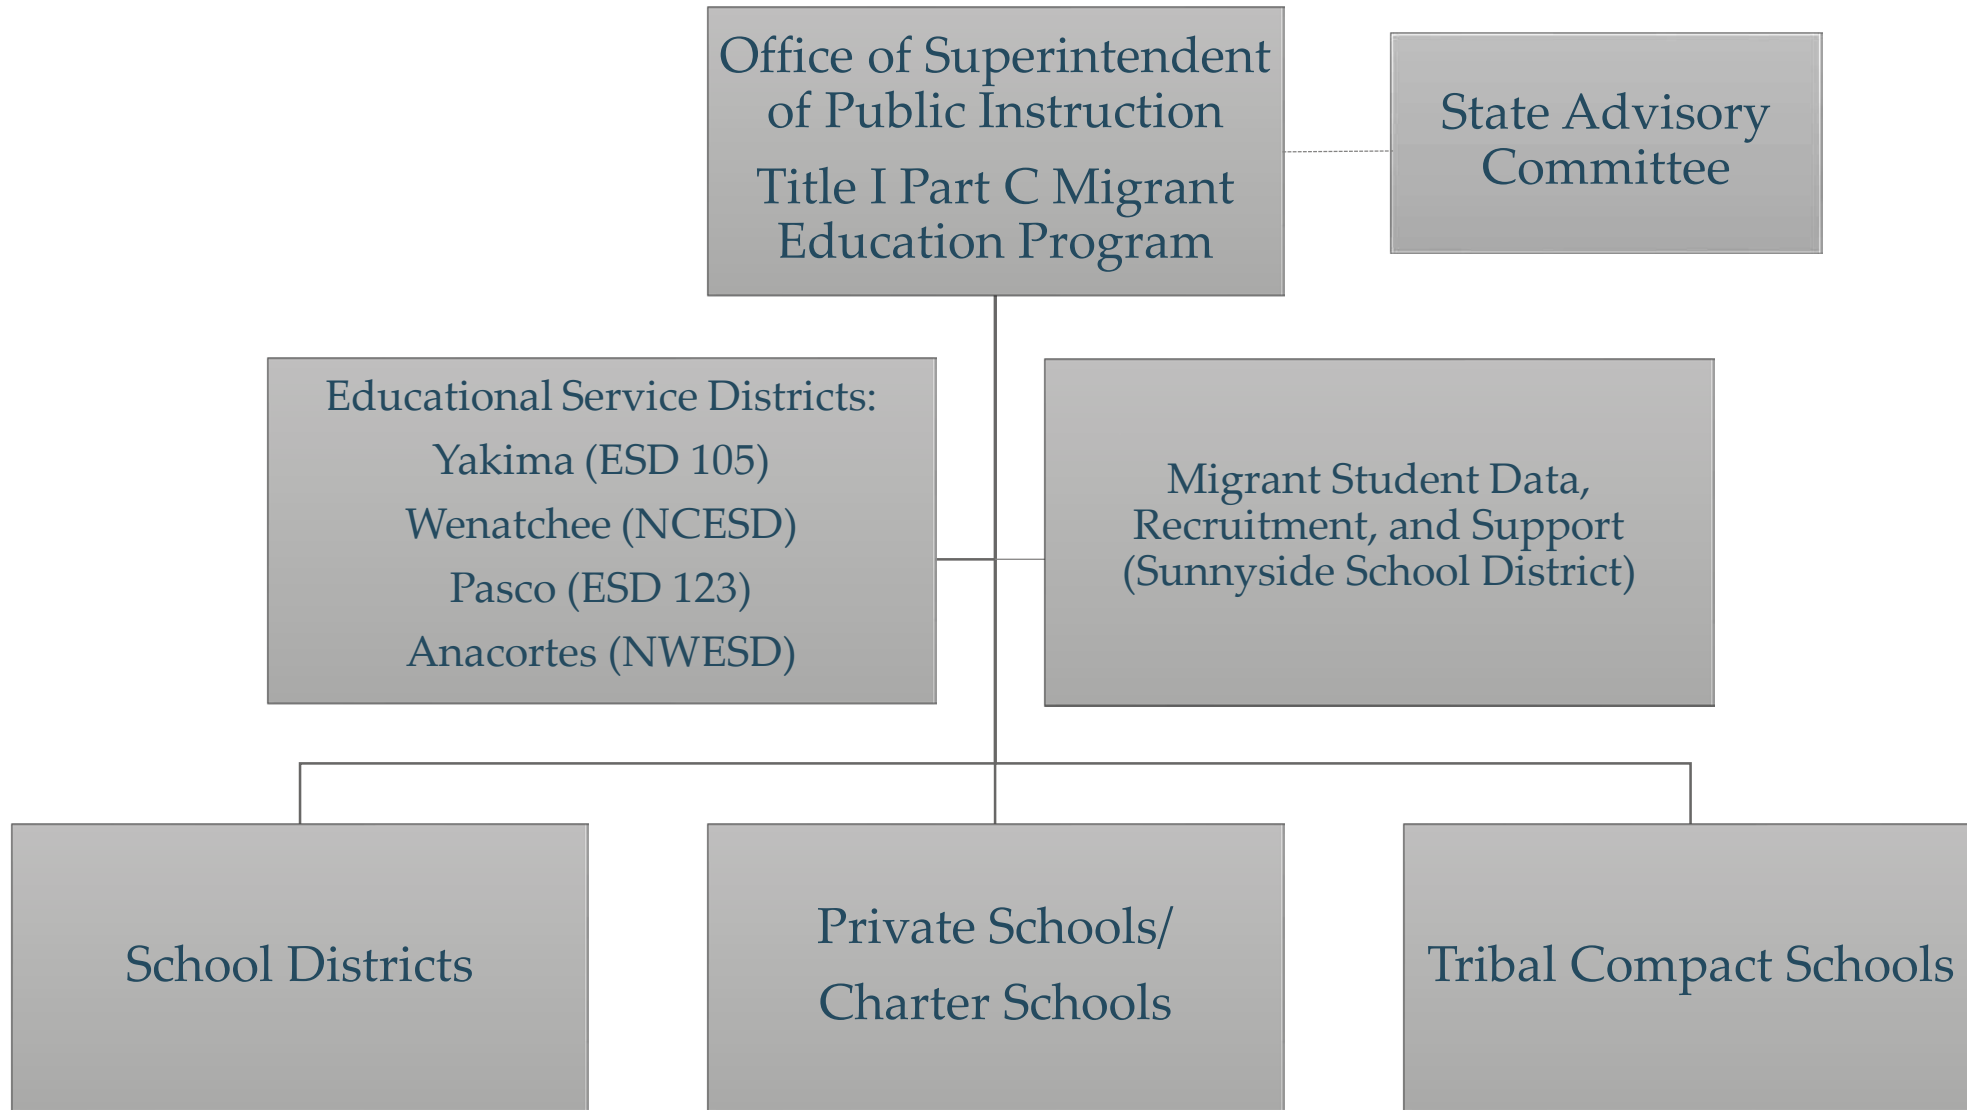 Office of Superintendent
of Public Instruction
Title I Part C Migrant
Education Program
State Advisory
Committee
Educational Service Districts:
Yakima (ESD 105)
Wenatchee (NCESD)
Pasco (ESD 123)
Anacortes (NWESD)
Migrant Student Data,
Recruitment, and Support
(Sunnyside School District)
School Districts
Private Schools/
Charter Schools
Tribal Compact Schools